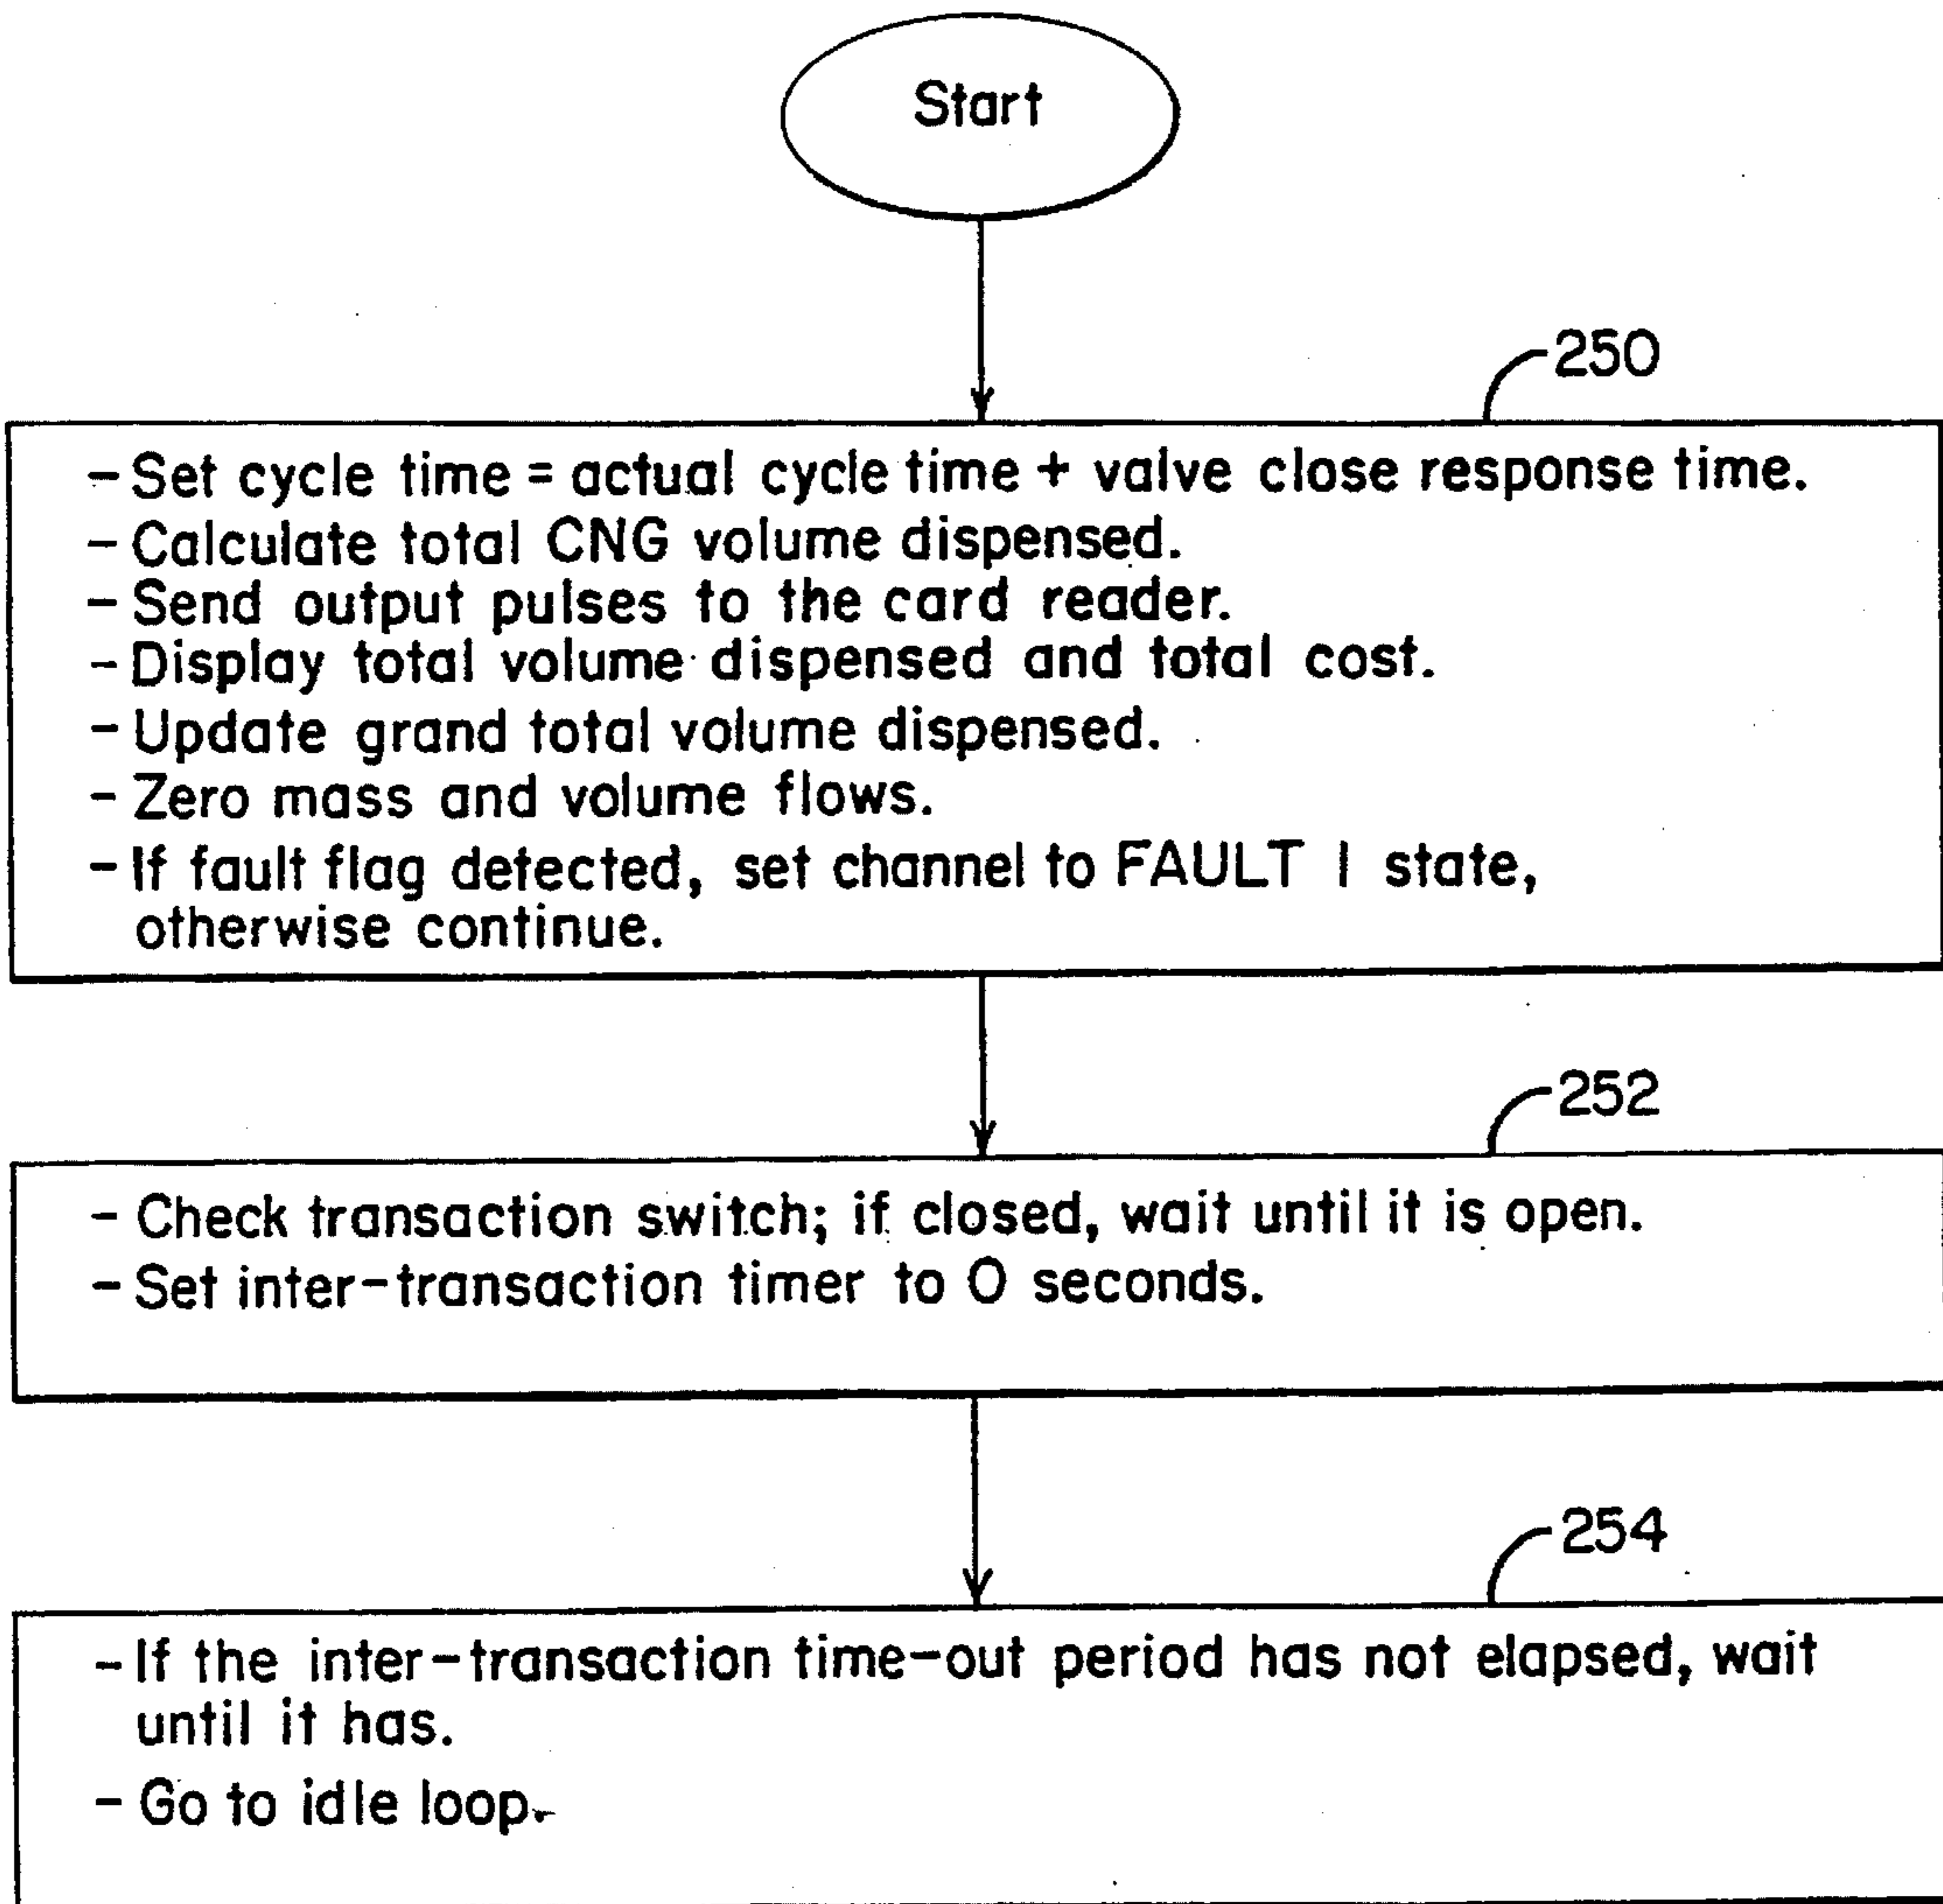 Start
250
- Set cycle time = actual cycle time + valve close response time.
- Calculate total CNG volume dispensed.
- Send output pulses to the card reader.
- Display total volume dispensed and total cost.
- Update grand total volume dispensed.
- Zero mass and volume flows.
- If fault flag detected, set channel to FAULT 1 state,
otherwise continue.
252
- Check transaction switch; if closed, wait until it is open.
- Set inter-transaction timer to 0 seconds.
254
- If the inter-transaction time-out period has not elapsed, wait
until it has.
- Go to idle loop.